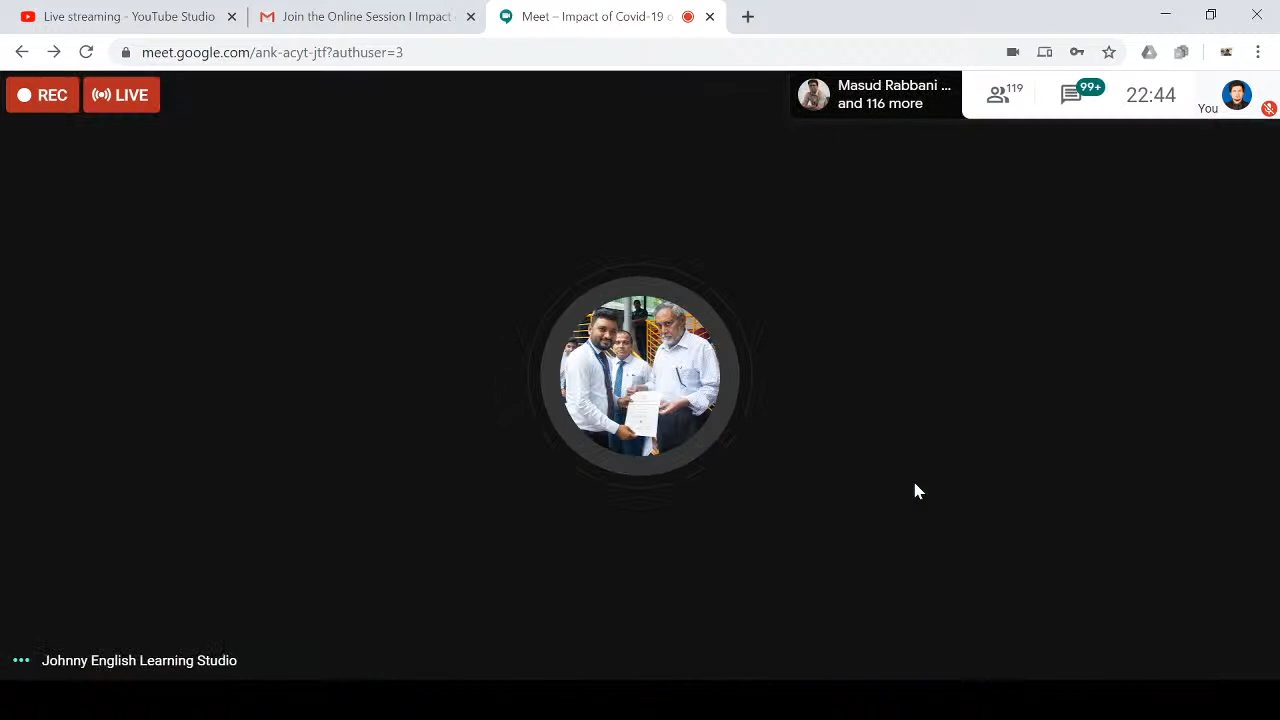 Live streaming - YouTube Studio
Join the Online Session I Impact
Meet – Impact of Covid-19 o
meet.google.com/ank-acyt-jtf?authuser=3
REC
LIVE
Masud Rabbani ...
and 116 more
119
99+
22:44
You
Johnny English Learning Studio